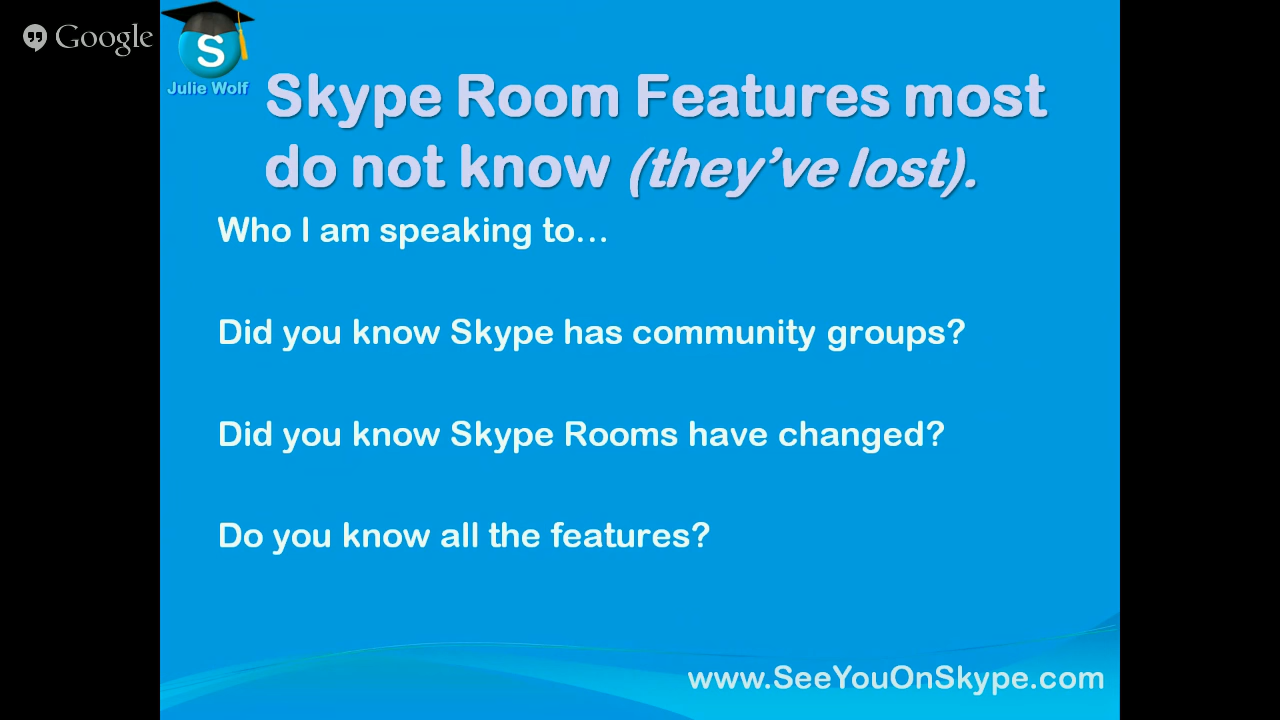 Google
S
Julie Wolf
Skype Room Features most
do not know (they’ve lost).
Who I am speaking to...
Did you know Skype has community groups?
Did you know Skype Rooms have changed?
Do you know all the features?
www.SeeYouOnSkype.com